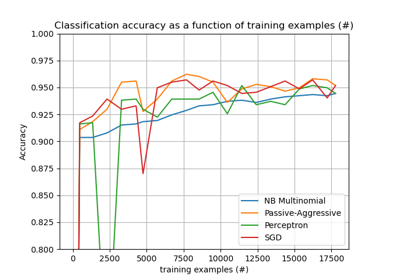 Classification accuracy as a function of training examples (#)
1.000
0.975
0.950
0.925
0.900
0.875
0.850
0.825
0.800
Accuracy
NB Multinomial
Passive-Aggressive
Perceptron
SGD
0 2500 5000 7500 10000 12500 15000 17500
training examples (#)